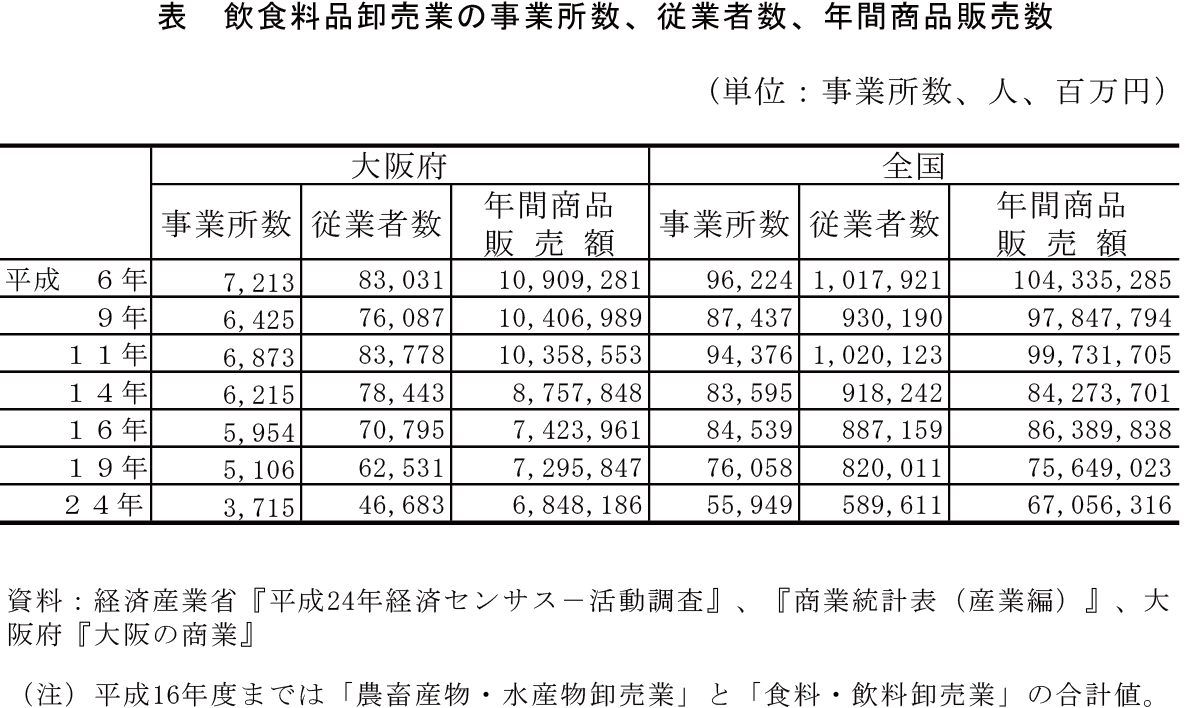 表　飲食料品卸売業の事業所数、従業者数、年間商品販売数
（単位：事業所数、人、百万円）
大阪府 全国
事業所数 従業者数 年間商品販売額 事業所数 従業者数 年間商品販売額
平成　６年 7,213 83,031 10,909,281 96,224 1,017,921 104,335,285
９年 6,425 76,087 10,406,989 87,437 930,190 97,847,794
１１年 6,873 83,778 10,358,553 94,376 1,020,123 99,731,705
１４年 6,215 78,443 8,757,848 83,595 918,242 84,273,701
１６年 5,954 70,795 7,423,961 84,539 887,159 86,389,838
１９年 5,106 62,531 7,295,847 76,058 820,011 75,649,023
２４年 3,715 46,683 6,848,186 55,949 589,611 67,056,316
資料：経済産業省『平成24年経済センサス－活動調査』、『商業統計表（産業編）』、大
阪府『大阪の商業』
（注）平成16年度までは「農畜産物・水産物卸売業」と「食料・飲料卸売業」の合計値。